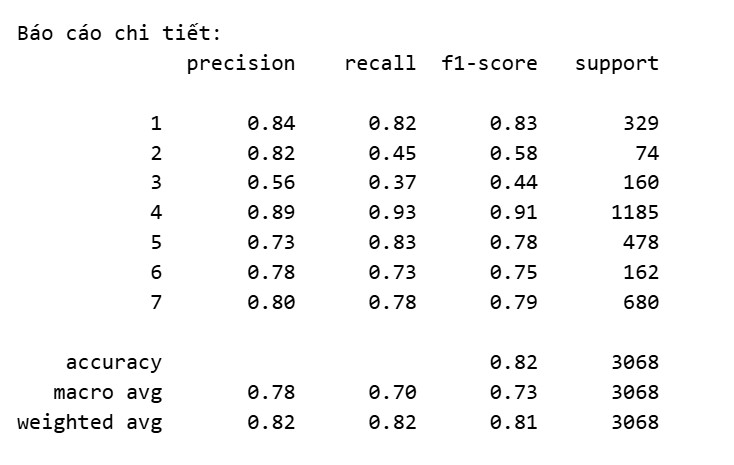 Báo cáo chi tiết:
precision recall f1-score support
1 0.84 0.82 0.83 329
2 0.82 0.45 0.58 74
3 0.56 0.37 0.44 160
4 0.89 0.93 0.91 1185
5 0.73 0.83 0.78 478
6 0.78 0.73 0.75 162
7 0.80 0.78 0.79 680
accuracy 0.82 3068
macro avg 0.78 0.70 0.73 3068
weighted avg 0.82 0.82 0.81 3068